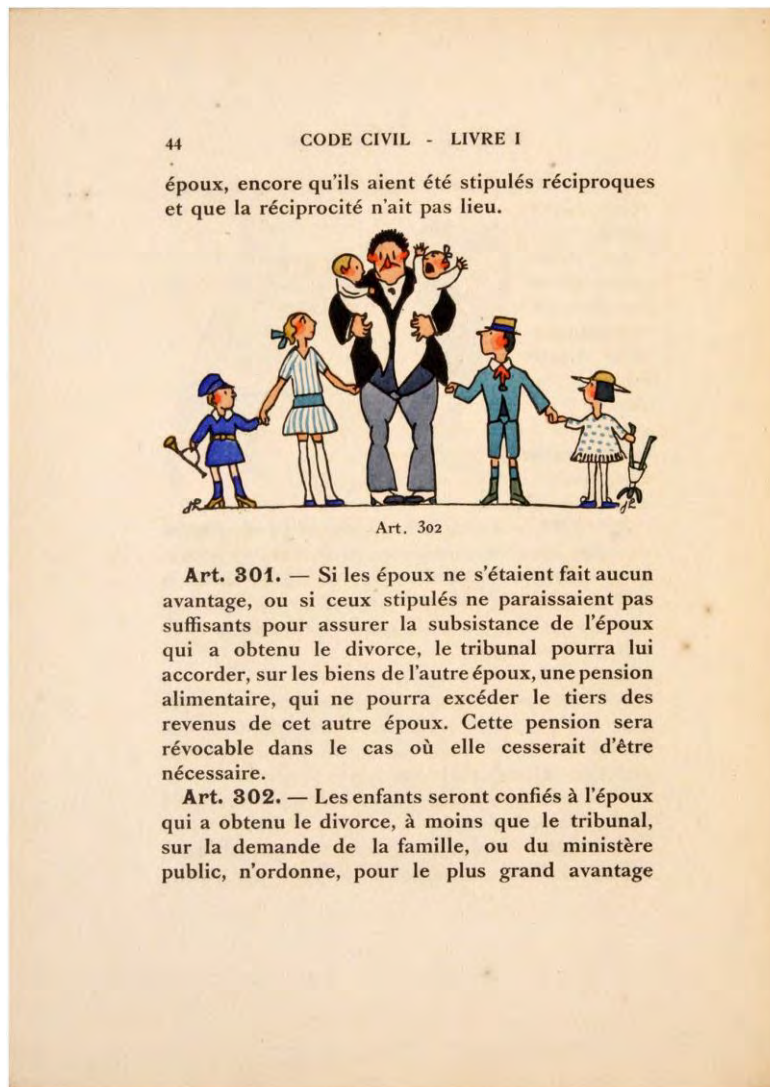 44 CODE CIVIL - LIVRE I
époux, encore qu'ils aient été stipulés réciproques
et que la réciprocité n'ait pas lieu.
Art. 302
Art. 301. — Si les époux ne s'étaient fait aucun
avantage, ou si ceux stipulés ne paraissaient pas
suffisants pour assurer la subsistance de l'époux
qui a obtenu le divorce, le tribunal pourra lui
accorder, sur les biens de l'autre époux, une pension
alimentaire, qui ne pourra excéder le tiers des
revenus de cet autre époux. Cette pension sera
révocable dans le cas où elle cesserait d'être
nécessaire.
Art. 302. — Les enfants seront confiés à l'époux
qui a obtenu le divorce, à moins que le tribunal,
sur la demande de la famille, ou du ministère
public, n'ordonne, pour le plus grand avantage